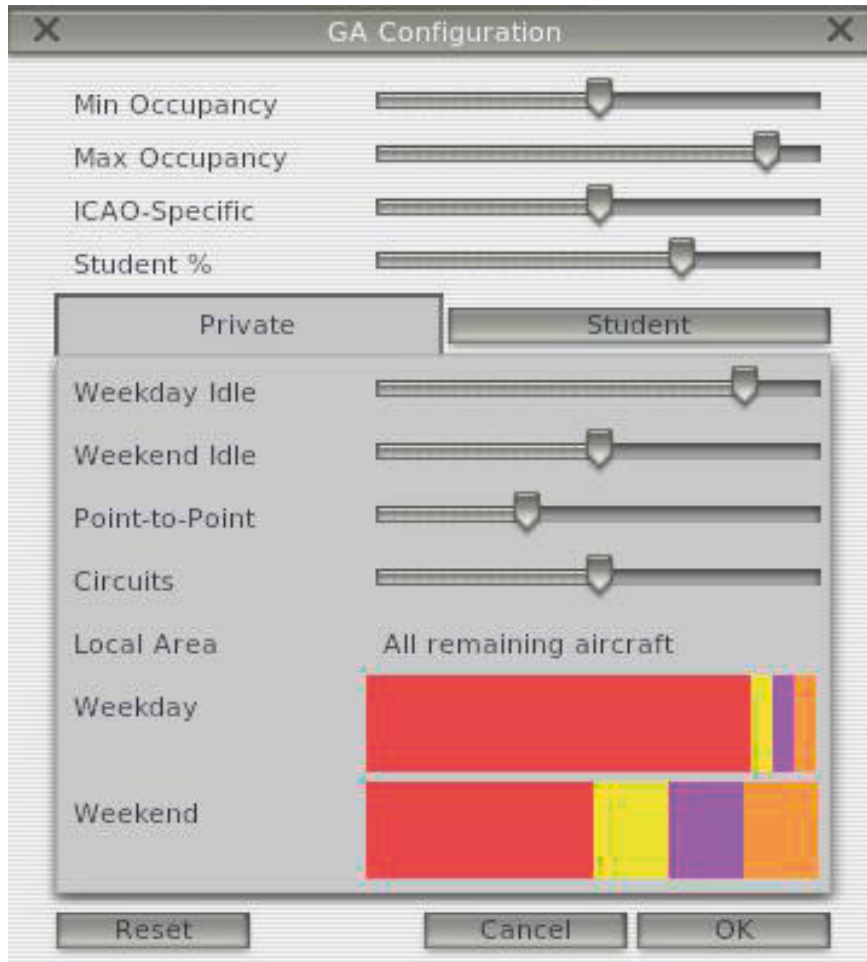 GA Configuration
Min Occupancy
Max Occupancy
ICAO-Specific
Student %
Private Student
Weekday Idle
Weekend Idle
Point-to-Point
Circuits
Local Area All remaining aircraft
Weekday
Weekend
Reset Cancel OK